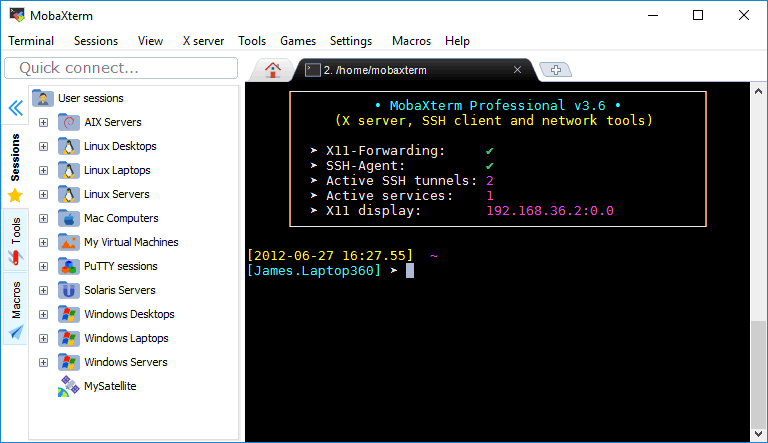 MobaXterm
Terminal Sessions View X server Tools Games Settings Macros Help
Quick connect...
2. /home/mobaxterm
Sessions
Tools
Macros
User sessions
AIX Servers
Linux Desktops
Linux Laptops
Linux Servers
Mac Computers
My Virtual Machines
PuTTY sessions
Solaris Servers
Windows Desktops
Windows Laptops
Windows Servers
MySatellite
• MobaXterm Professional v3.6 •
(X server, SSH client and network tools)
➤ X11-Forwarding: ✔
➤ SSH-Agent: ✔
➤ Active SSH tunnels: 2
➤ Active services: 1
➤ X11 display: 192.168.36.2:0.0
[2012-06-27 16:27.55] ~
[James.Laptop360] ➤